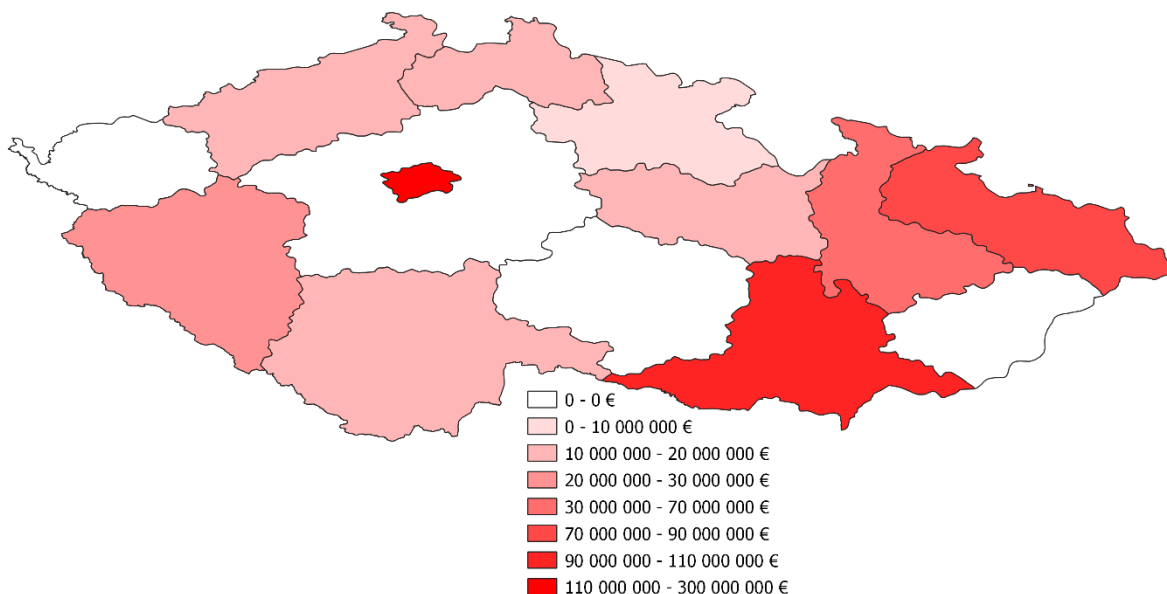 0 - 0 €
0 - 10 000 000 €
10 000 000 - 20 000 000 €
20 000 000 - 30 000 000 €
30 000 000 - 70 000 000 €
70 000 000 - 90 000 000 €
90 000 000 - 110 000 000 €
110 000 000 - 300 000 000 €